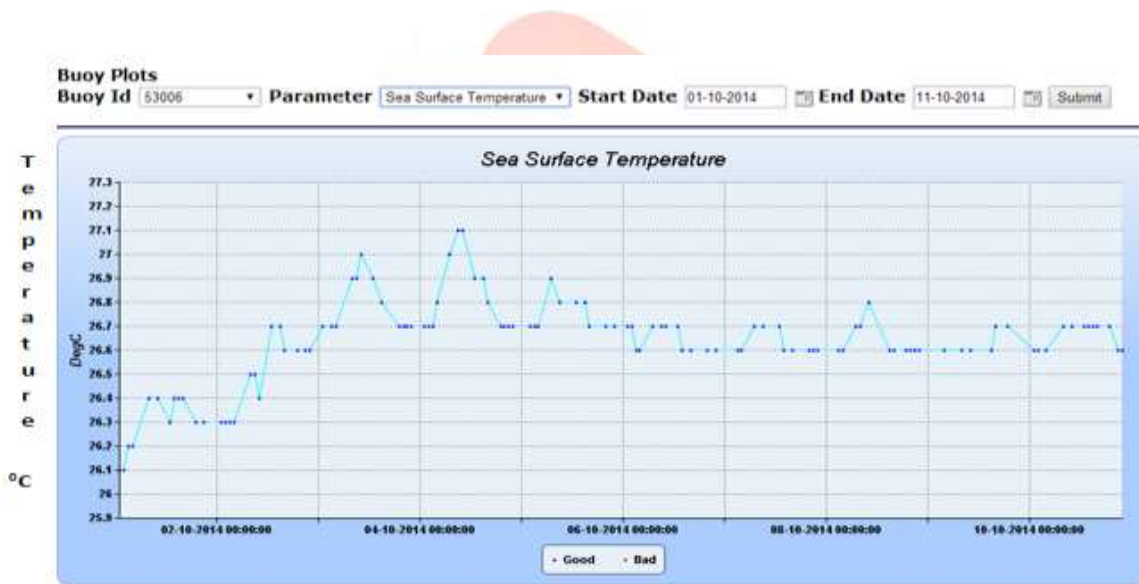 Buoy Plots
Buoy Id 53006 Parameter Sea Surface Temperature Start Date 01-10-2014 End Date 11-10-2014 Submit
Temperature °C
Sea Surface Temperature
DegC
27.3
27.2
27.1
27
26.9
26.8
26.7
26.6
26.5
26.4
26.3
26.2
26.1
26
25.9
02-10-2014 00:00:00 04-10-2014 00:00:00 06-10-2014 00:00:00 08-10-2014 00:00:00 10-10-2014 00:00:00
Good Bad